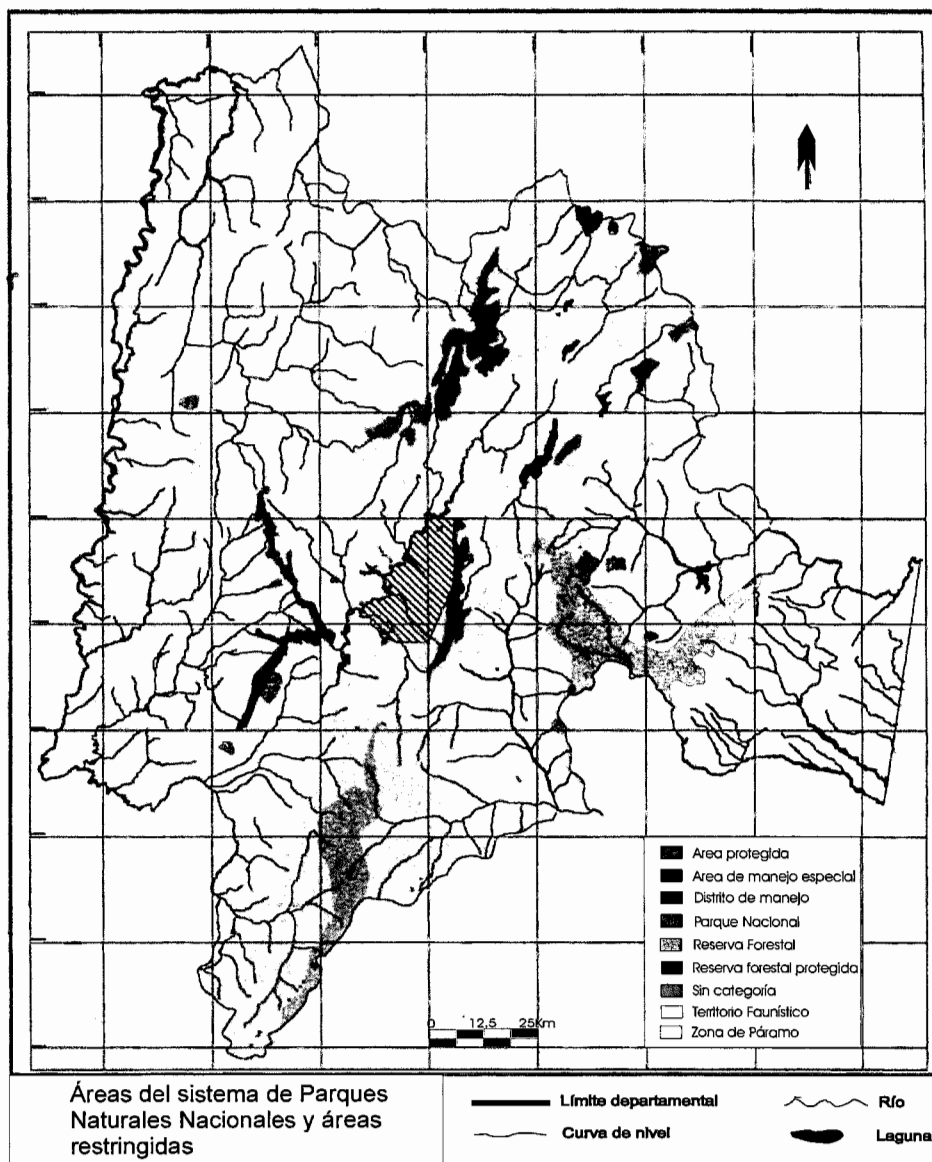 Area protegida
Area de manejo especial
Distrito de manejo
Parque Nacional
Reserva Forestal
Reserva forestal protegida
Sin categoría
Territorio Faunístico
Zona de Páramo
0 12,5 25Km
Áreas del sistema de Parques
Naturales Nacionales y áreas
restringidas
Límite departamental
Río
Curva de nivel
Laguna